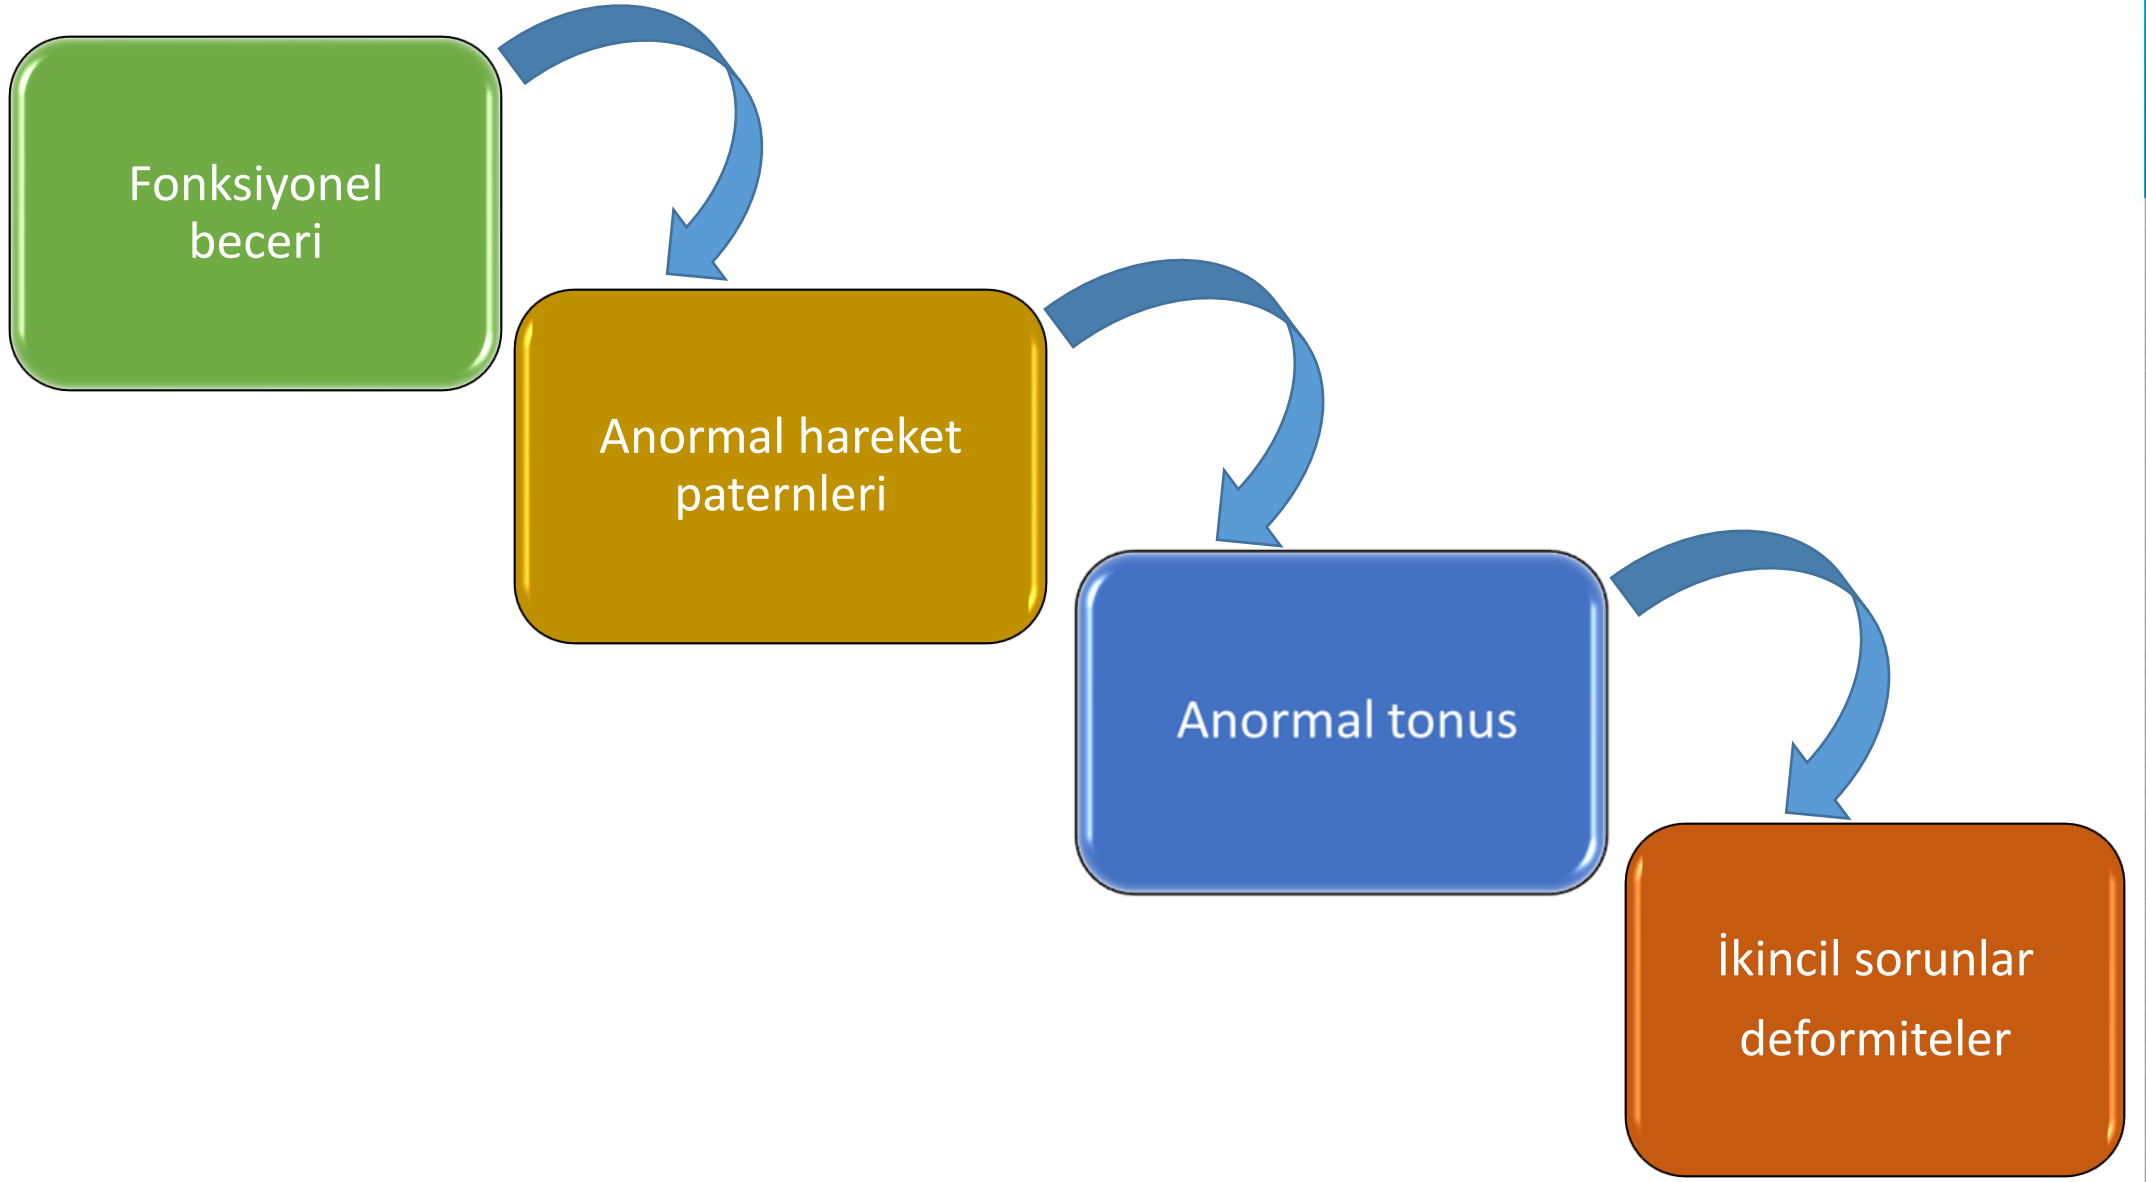 Fonksiyonel
beceri
Anormal hareket
paternleri
Anormal tonus
İkincil sorunlar
deformiteler